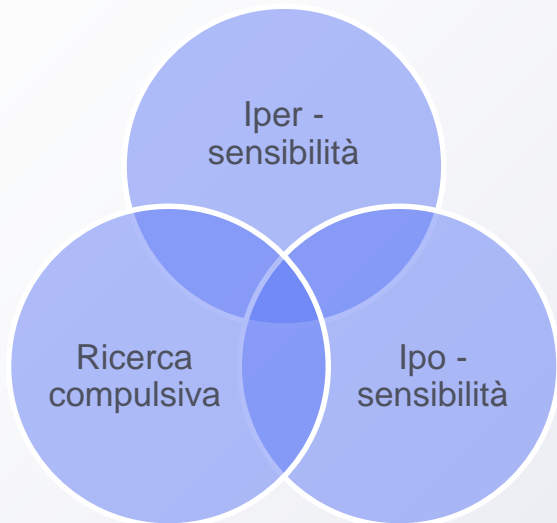 Iper -
sensibilità
Ricerca
compulsiva
Ipo -
sensibilità